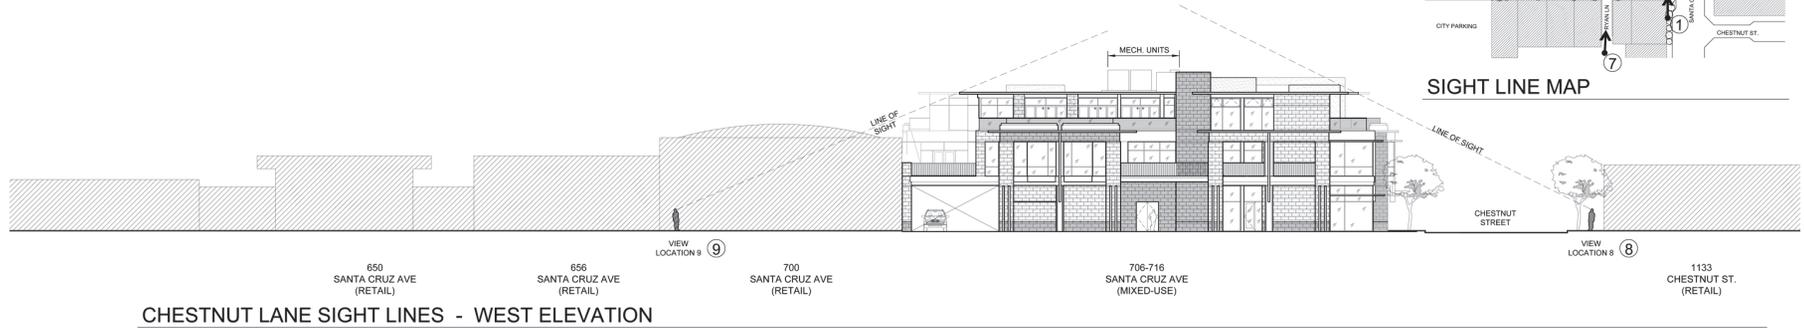 MECH. UNITS
LINE OF
SIGHT
LINE OF SIGHT
CITY PARKING
RYAN LN
1
CHESTNUT ST.
7
SIGHT LINE MAP
CHESTNUT
STREET
VIEW
LOCATION 9
9
VIEW
LOCATION 8
8
650
SANTA CRUZ AVE
(RETAIL)
656
SANTA CRUZ AVE
(RETAIL)
700
SANTA CRUZ AVE
(RETAIL)
706-716
SANTA CRUZ AVE
(MIXED-USE)
1133
CHESTNUT ST.
(RETAIL)
CHESTNUT LANE SIGHT LINES - WEST ELEVATION